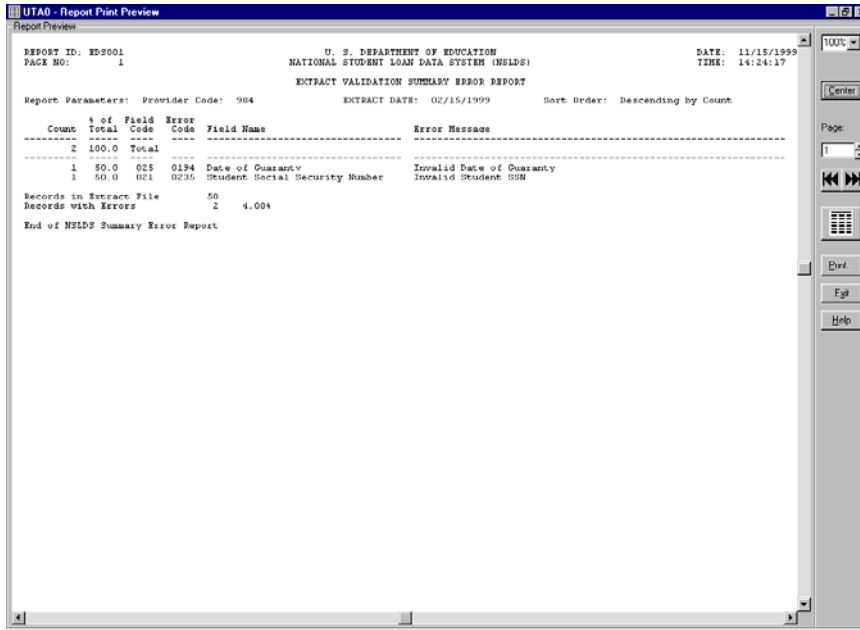 UTA0 - Report Print Preview
Report Preview
REPORT ID: EDS001 U. S. DEPARTMENT OF EDUCATION DATE: 11/15/1999
PAGE NO: 1 NATIONAL STUDENT LOAN DATA SYSTEM (NSLDS) TIME: 14:24:17
EXTRACT VALIDATION SUMMARY ERROR REPORT
Report Parameters: Provider Code: 984 EXTRACT DATE: 02/15/1999 Sort Order: Descending by Count
% of Field Error
Count Total Code Code Field Name Error Message
2 100.0 Total
1 50.0 025 0194 Date of Guaranty Invalid Date of Guaranty
1 50.0 021 0235 Student Social Security Number Invalid Student SSN
Records in Extract File 50
Records with Errors 2 4.00%
End of NSLDS Summary Error Report
100%
Center
Page:
1
Print
Exit
Help